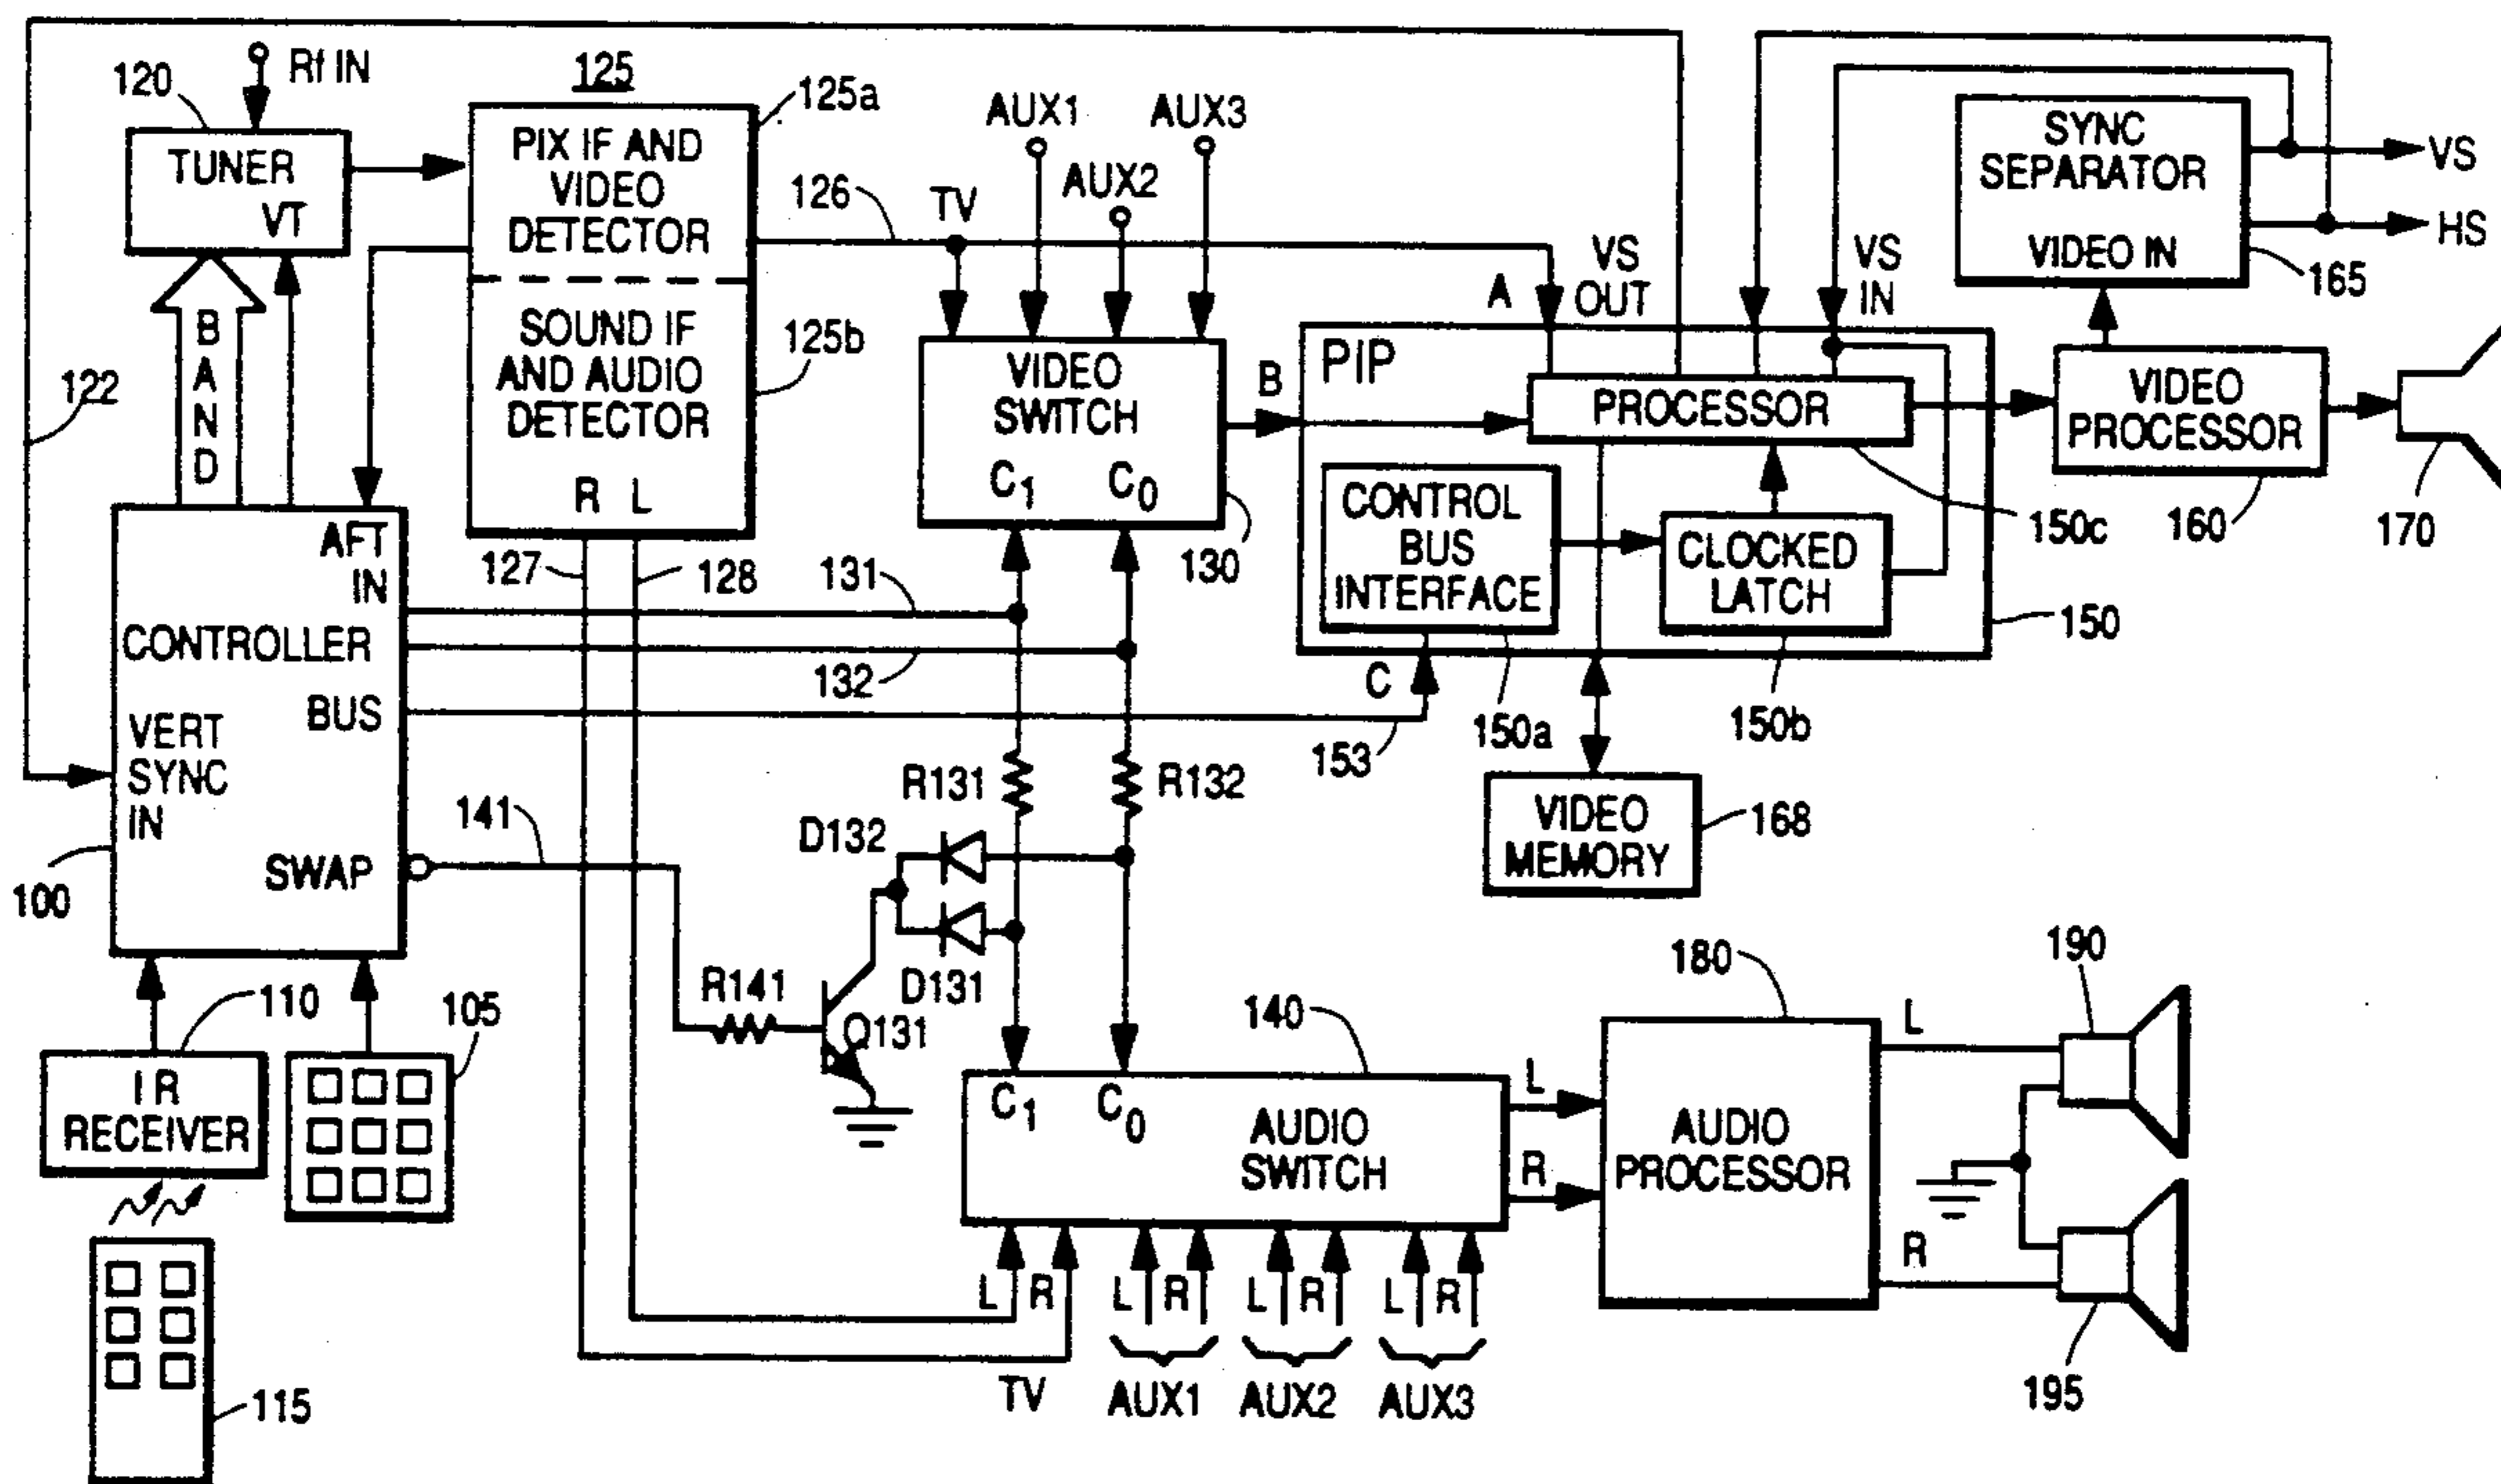 120
Rf IN
125
125a
TUNER
VT
PIX IF AND
VIDEO
DETECTOR
SOUND IF
AND AUDIO
DETECTOR
R L
125b
126
TV
AUX1
AUX2
AUX3
A
VS
OUT
VS
IN
SYNC
SEPARATOR
VIDEO IN
VS
HS
165
122
BAND
VIDEO
SWITCH
C1 C0
B
PIP
PROCESSOR
CONTROL
BUS
INTERFACE
CLOCKED
LATCH
VIDEO
PROCESSOR
150c
160
170
130
150
127
128
131
132
AFT
IN
CONTROLLER
BUS
VERT
SYNC
IN
SWAP
100
C
153
150a
150b
141
R131
R132
D132
D131
VIDEO
MEMORY
168
R141
Q131
110
105
IR
RECEIVER
115
140
C1 C0
AUDIO
SWITCH
L
R
180
AUDIO
PROCESSOR
L
R
190
195
L R L R L R L R
TV AUX1 AUX2 AUX3